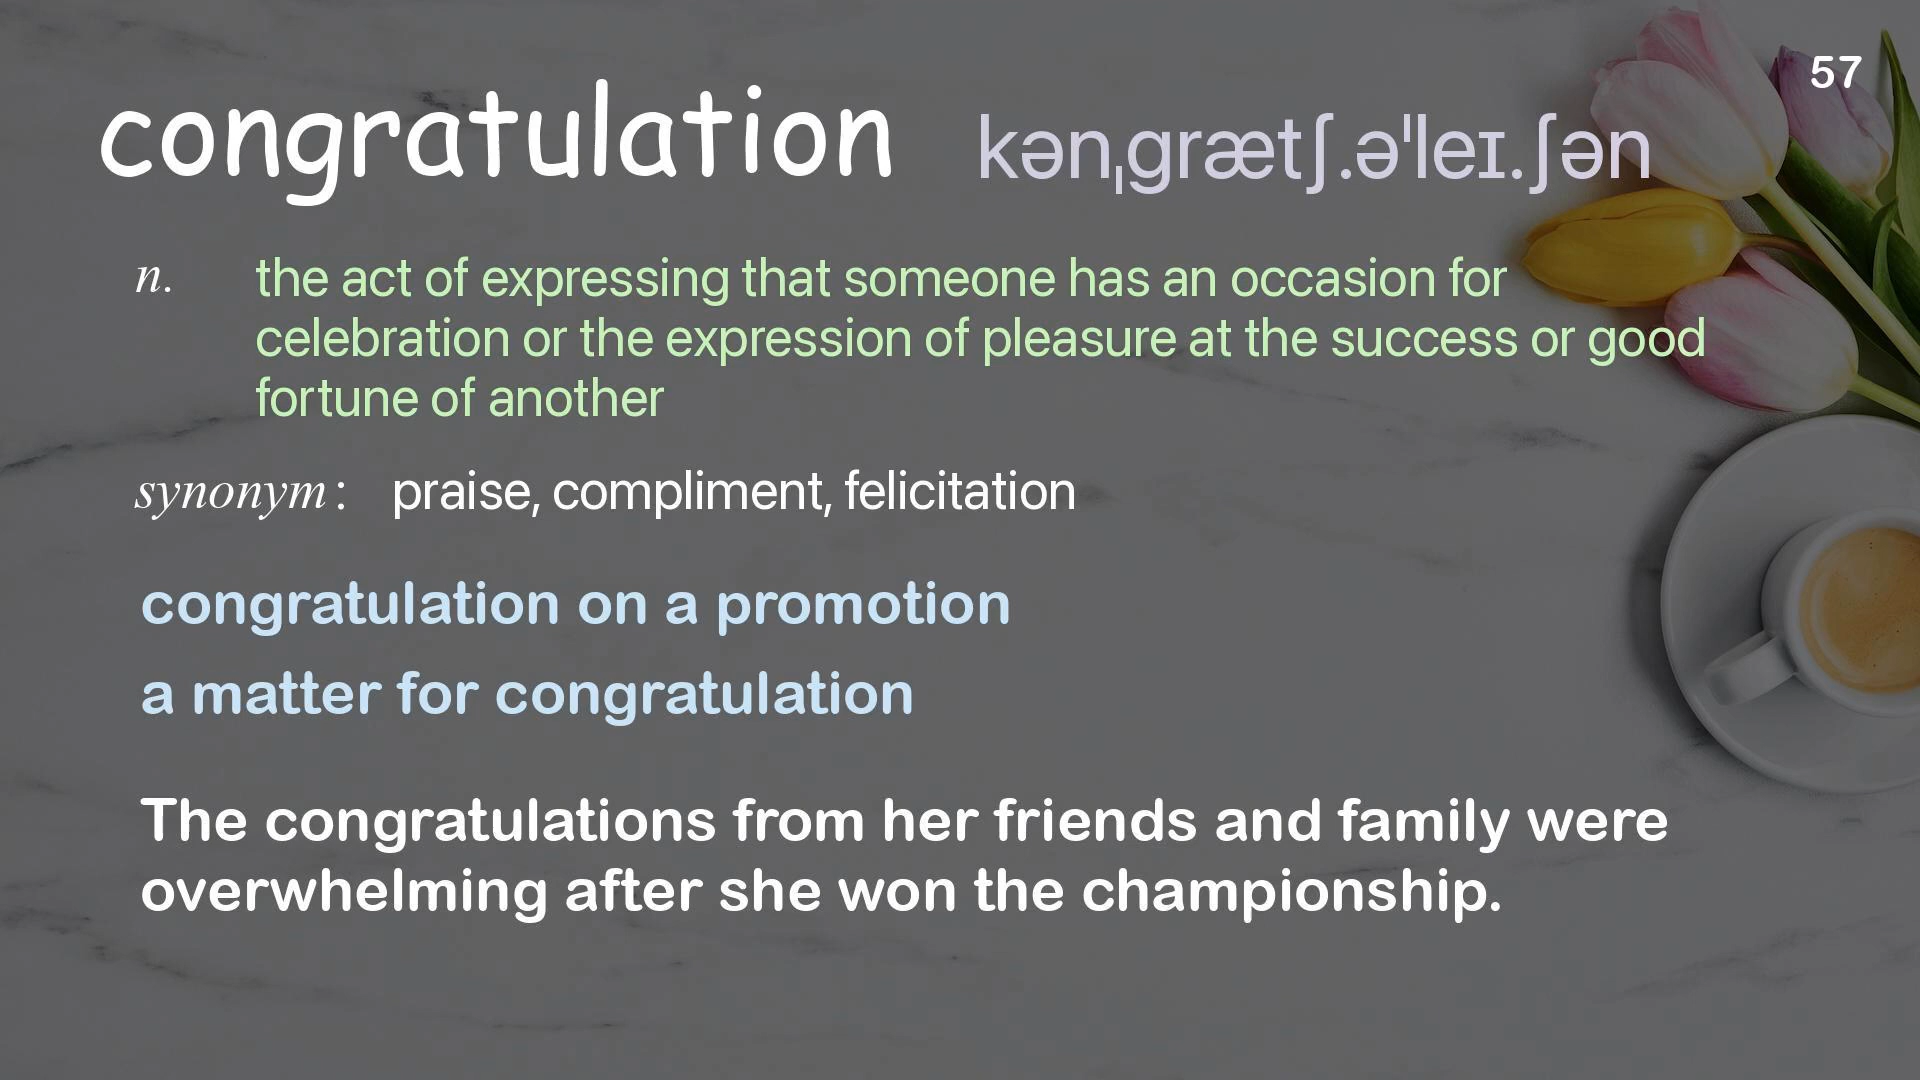 57
congratulation kənˌɡrætʃ.əˈleɪ.ʃən
n. the act of expressing that someone has an occasion for
celebration or the expression of pleasure at the success or good
fortune of another
synonym: praise, compliment, felicitation
congratulation on a promotion
a matter for congratulation
The congratulations from her friends and family were
overwhelming after she won the championship.